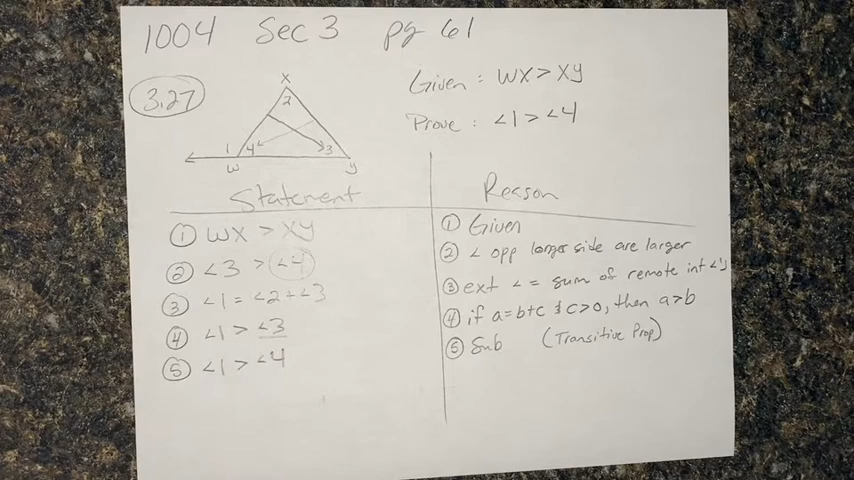 1004 Sec 3 pg 61
3.27
Given : WX > XY
Prove : ∠1 > ∠4
X
2
1 4 3
W Y
Statement Reason
① WX > XY ① Given
② ∠3 > ∠4 ② ∠ opp longer side are larger
③ ∠1 = ∠2 + ∠3 ③ ext ∠ = sum of remote int ∠'s
④ ∠1 > ∠3 ④ if a = b+c & c>0, then a>b
⑤ ∠1 > ∠4 ⑤ Sub (Transitive Prop)